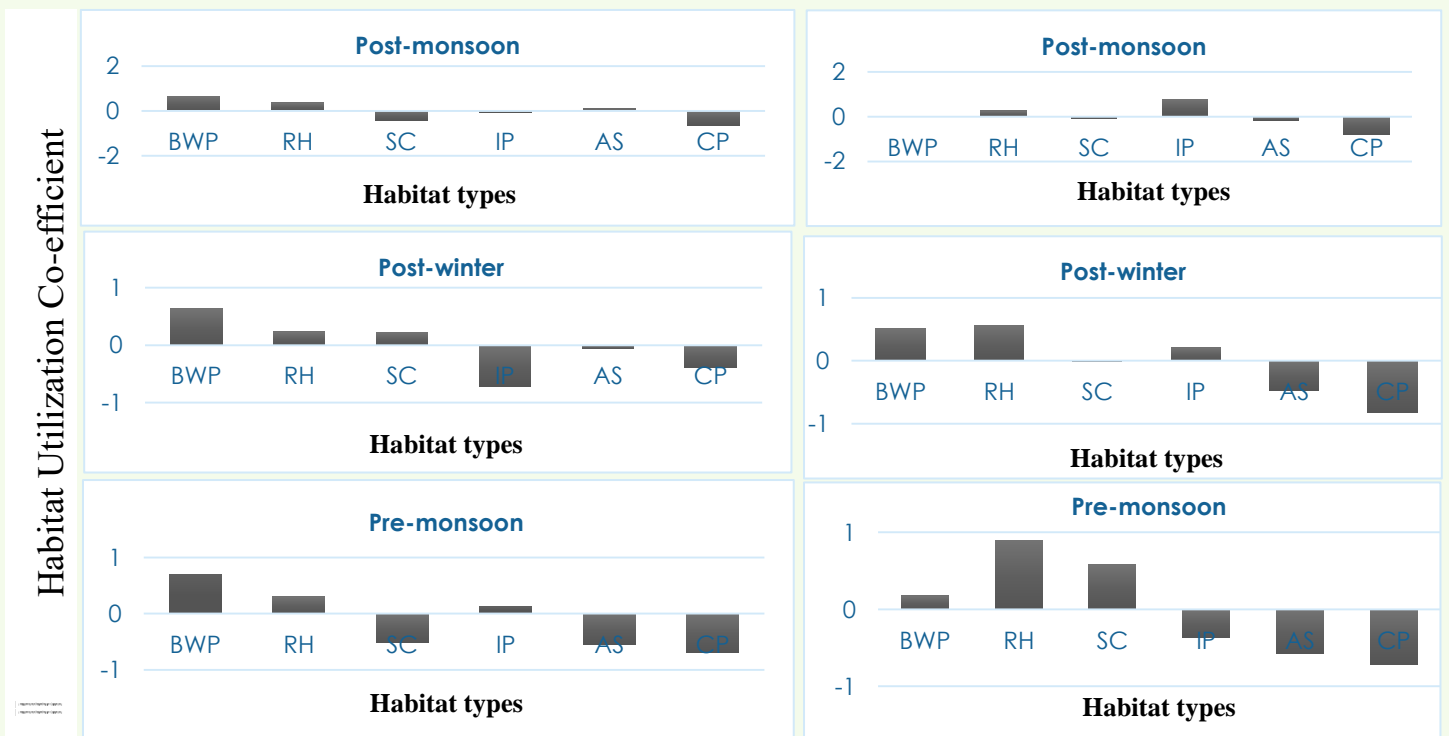 Habitat Utilization Co-efficient
Post-monsoon
2
0
-2
BWP RH SC IP AS CP
Habitat types
Post-monsoon
2
0
-2
BWP RH SC IP AS CP
Habitat types
Post-winter
1
0
-1
BWP RH SC IP AS CP
Habitat types
Post-winter
1
0
-1
BWP RH SC IP AS CP
Habitat types
Pre-monsoon
1
0
-1
BWP RH SC IP AS CP
Habitat types
Pre-monsoon
1
0
-1
BWP RH SC IP AS CP
Habitat types